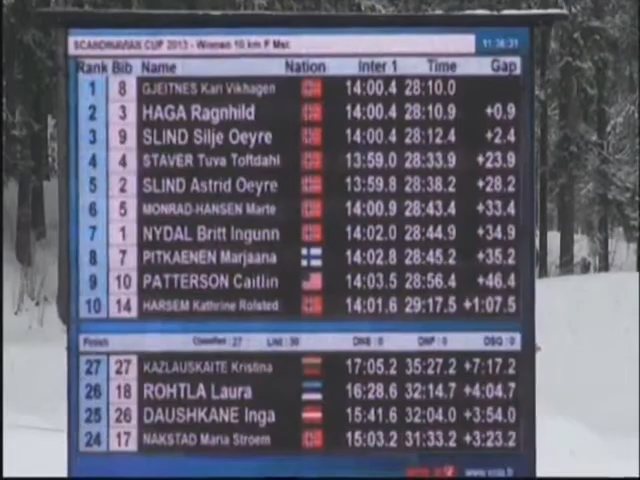 SCANDINAVIAN CUP 2013 - Women 10 km F Mst 11:36:31
Rank Bib Name Nation Inter 1 Time Gap
1 8 GJEITNES Kari Vikhagen 14:00.4 28:10.0
2 3 HAGA Ragnhild 14:00.4 28:10.9 +0.9
3 9 SLIND Silje Oeyre 14:00.4 28:12.4 +2.4
4 4 STAVER Tuva Toftdahl 13:59.0 28:33.9 +23.9
5 2 SLIND Astrid Oeyre 13:59.8 28:38.2 +28.2
6 5 MONRAD-HANSEN Marte 14:00.9 28:43.4 +33.4
7 1 NYDAL Britt Ingunn 14:02.0 28:44.9 +34.9
8 7 PITKAENEN Marjaana 14:02.8 28:45.2 +35.2
9 10 PATTERSON Caitlin 14:03.5 28:56.4 +46.4
10 14 HARSEM Kathrine Rolsted 14:01.6 29:17.5 +1:07.5
Finish Classified : 27 Left : 30 DNS : 0 DNF : 0 DSQ : 0
27 27 KAZLAUSKAITE Kristina 17:05.2 35:27.2 +7:17.2
26 18 ROHTLA Laura 16:28.6 32:14.7 +4:04.7
25 26 DAUSHKANE Inga 15:41.6 32:04.0 +3:54.0
24 17 NAKSTAD Maria Stroem 15:03.2 31:33.2 +3:23.2